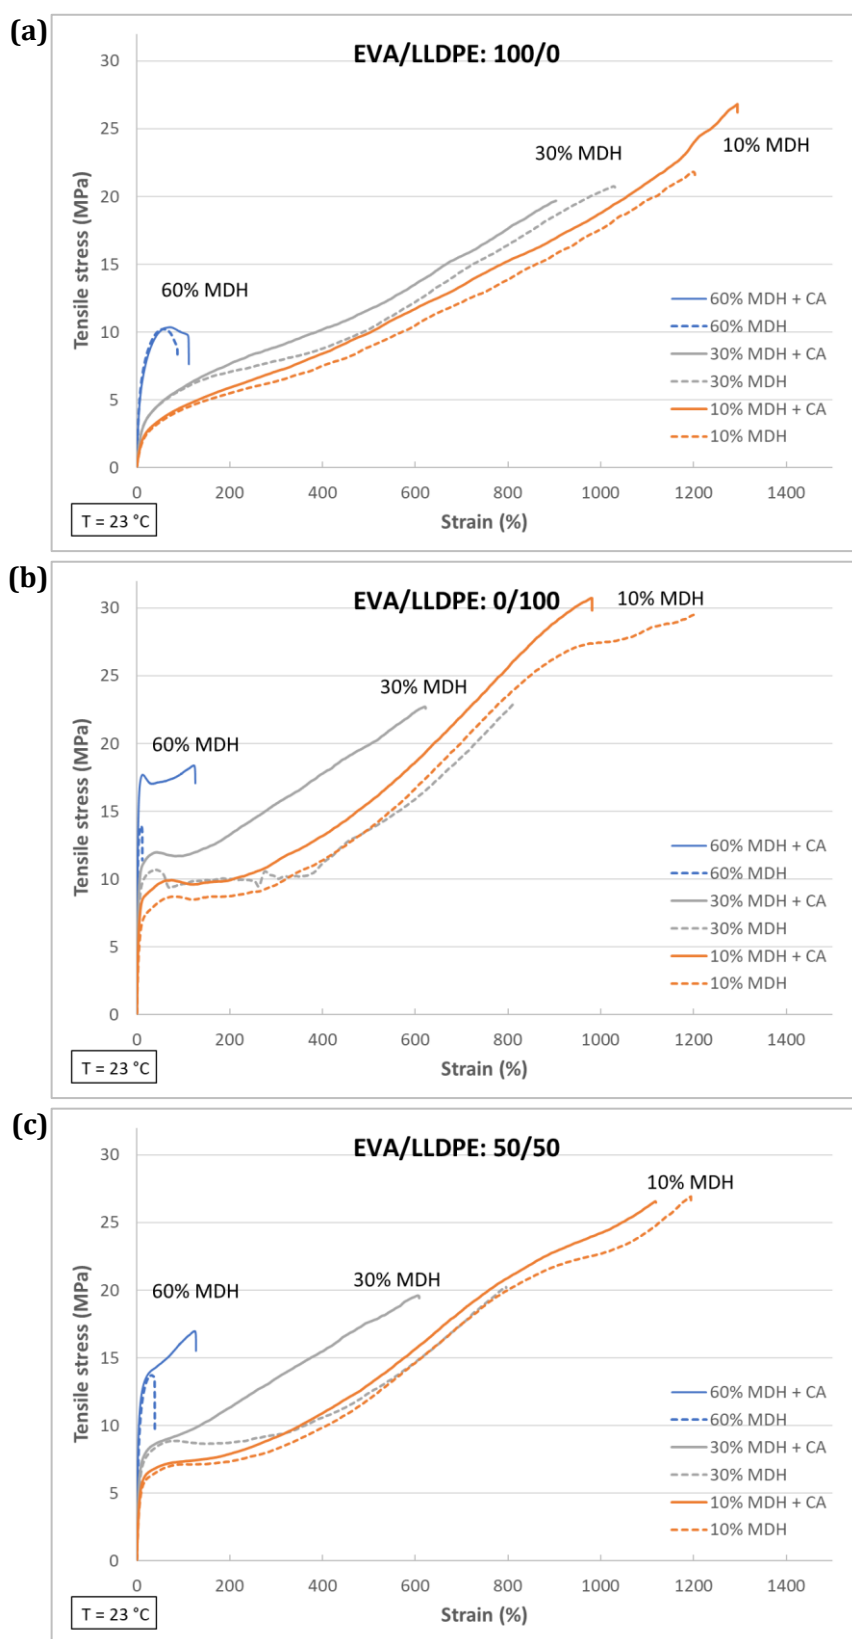 (a)
EVA/LLDPE: 100/0
Tensile stress (MPa)
30
25
20
15
10
5
0
60% MDH
30% MDH
10% MDH
60% MDH + CA
60% MDH
30% MDH + CA
30% MDH
10% MDH + CA
10% MDH
0 200 400 600 800 1000 1200 1400
T = 23 °C
Strain (%)
(b)
EVA/LLDPE: 0/100
Tensile stress (MPa)
30
25
20
15
10
5
0
60% MDH
30% MDH
10% MDH
60% MDH + CA
60% MDH
30% MDH + CA
30% MDH
10% MDH + CA
10% MDH
0 200 400 600 800 1000 1200 1400
T = 23 °C
Strain (%)
(c)
EVA/LLDPE: 50/50
Tensile stress (MPa)
30
25
20
15
10
5
0
60% MDH
30% MDH
10% MDH
60% MDH + CA
60% MDH
30% MDH + CA
30% MDH
10% MDH + CA
10% MDH
0 200 400 600 800 1000 1200 1400
T = 23 °C
Strain (%)